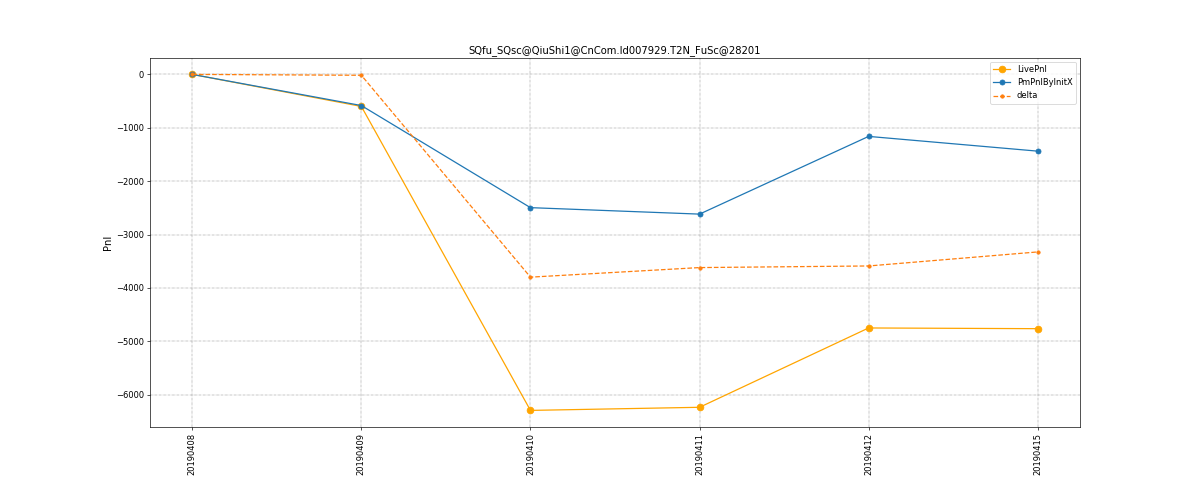 SQfu_SQsc@QiuShi1@CnCom.Id007929.T2N_FuSc@28201
LivePnl
PmPnlByInitX
delta
0
−1000
−2000
−3000
−4000
−5000
−6000
Pnl
20190408
20190409
20190410
20190411
20190412
20190415